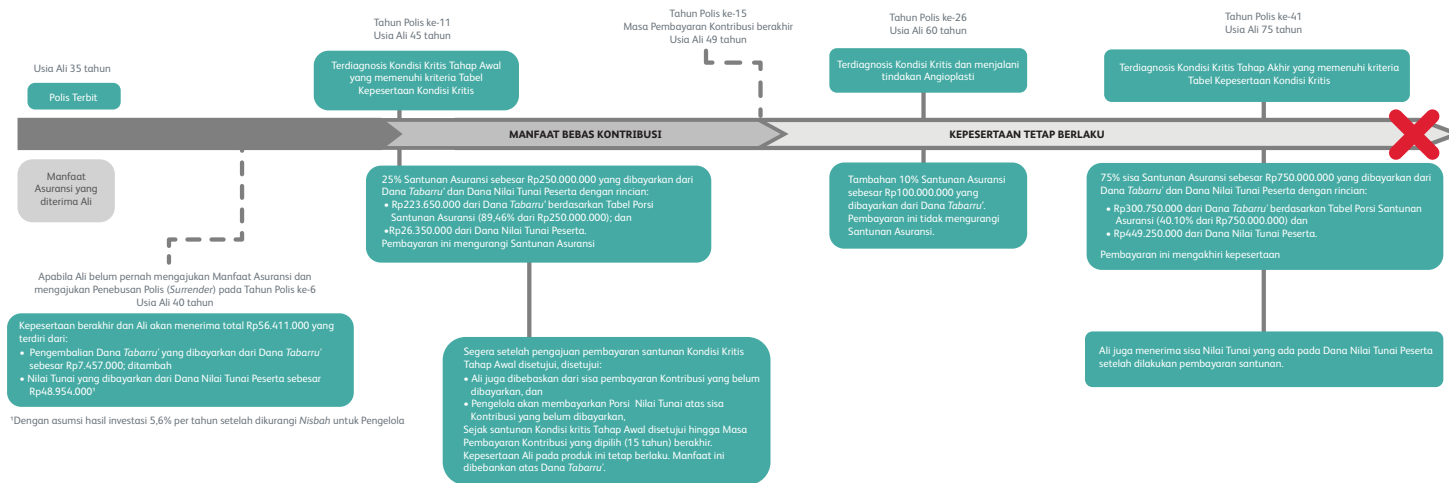 Usia Ali 35 tahun
Polis Terbit
Tahun Polis ke-11
Usia Ali 45 tahun
Terdiagnosis Kondisi Kritis Tahap Awal
yang memenuhi kriteria Tabel
Kepesertaan Kondisi Kritis
Tahun Polis ke-15
Masa Pembayaran Kontribusi berakhir
Usia Ali 49 tahun
Tahun Polis ke-26
Usia Ali 60 tahun
Terdiagnosis Kondisi Kritis dan menjalani
tindakan Angioplasti
Tahun Polis ke-41
Usia Ali 75 tahun
Terdiagnosis Kondisi Kritis Tahap Akhir yang memenuhi kriteria
Tabel Kepesertaan Kondisi Kritis
MANFAAT BEBAS KONTRIBUSI
KEPESERTAAN TETAP BERLAKU
Manfaat
Asuransi yang
diterima Ali
25% Santunan Asuransi sebesar Rp250.000.000 yang dibayarkan dari
Dana Tabarru' dan Dana Nilai Tunai Peserta dengan rincian:
• Rp223.650.000 dari Dana Tabarru' berdasarkan Tabel Porsi
Santunan Asuransi (89,46% dari Rp250.000.000); dan
•Rp26.350.000 dari Dana Nilai Tunai Peserta.
Pembayaran ini mengurangi Santunan Asuransi
Tambahan 10% Santunan Asuransi
sebesar Rp100.000.000 yang
dibayarkan dari Dana Tabarru'.
Pembayaran ini tidak mengurangi
Santunan Asuransi.
75% sisa Santunan Asuransi sebesar Rp750.000.000 yang dibayarkan dari
Dana Tabarru' dan Dana Nilai Tunai Peserta dengan rincian:
• Rp300.750.000 dari Dana Tabarru' berdasarkan Tabel Porsi Santunan
Asuransi (40.10% dari Rp750.000.000) dan
• Rp449.250.000 dari Dana Nilai Tunai Peserta.
Pembayaran ini mengakhiri kepesertaan
Apabila Ali belum pernah mengajukan Manfaat Asuransi dan
mengajukan Penebusan Polis (Surrender) pada Tahun Polis ke-6
Usia Ali 40 tahun
Kepesertaan berakhir dan Ali akan menerima total Rp56.411.000 yang
terdiri dari:
• Pengembalian Dana Tabarru' yang dibayarkan dari Dana Tabarru'
sebesar Rp7.457.000; ditambah
• Nilai Tunai yang dibayarkan dari Dana Nilai Tunai Peserta sebesar
Rp48.954.000¹
¹Dengan asumsi hasil investasi 5,6% per tahun setelah dikurangi Nisbah untuk Pengelola
Segera setelah pengajuan pembayaran santunan Kondisi Kritis
Tahap Awal disetujui, disetujui:
• Ali juga dibebaskan dari sisa pembayaran Kontribusi yang belum
dibayarkan, dan
• Pengelola akan membayarkan Porsi Nilai Tunai atas sisa
Kontribusi yang belum dibayarkan,
Sejak santunan Kondisi kritis Tahap Awal disetujui hingga Masa
Pembayaran Kontribusi yang dipilih (15 tahun) berakhir.
Kepesertaan Ali pada produk ini tetap berlaku. Manfaat ini
dibebankan atas Dana Tabarru'.
Ali juga menerima sisa Nilai Tunai yang ada pada Dana Nilai Tunai Peserta
setelah dilakukan pembayaran santunan.